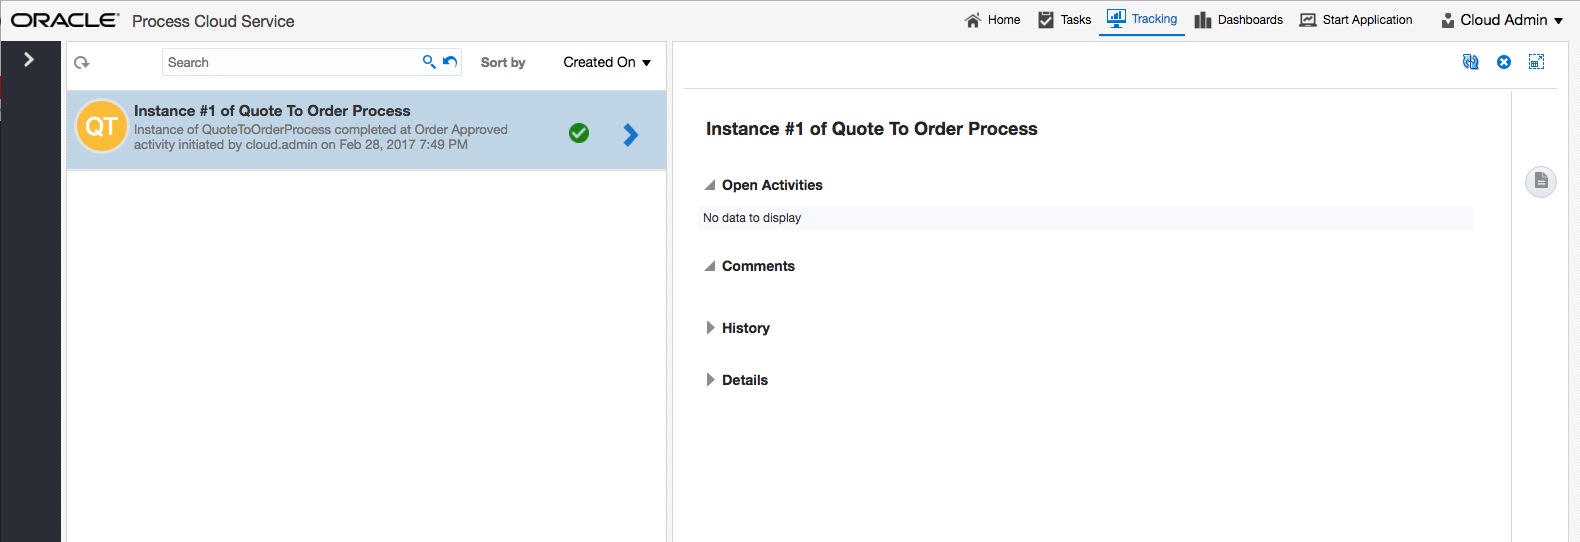 ORACLE® Process Cloud Service
Home Tasks Tracking Dashboards Start Application Cloud Admin
Search Sort by Created On
QT
Instance #1 of Quote To Order Process
Instance of QuoteToOrderProcess completed at Order Approved
activity initiated by cloud.admin on Feb 28, 2017 7:49 PM
Instance #1 of Quote To Order Process
Open Activities
No data to display
Comments
History
Details